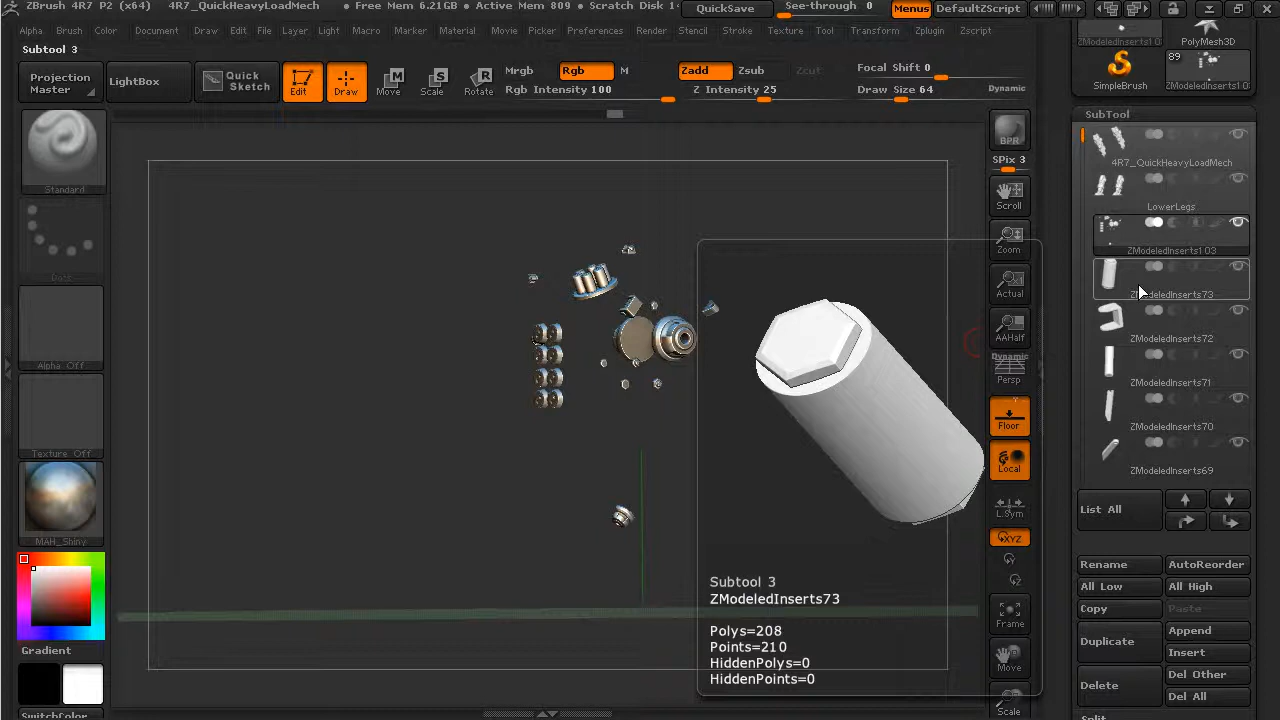 ZBrush 4R7 P2 (x64)
4R7_QuickHeavyLoadMech
• Free Mem 6.21GB • Active Mem 809 • Scratch Disk 1
QuickSave
See-through 0
Menus
DefaultZScript
Alpha Brush Color Document Draw Edit File Layer Light Macro Marker Material Movie Picker Preferences Render Stencil Stroke Texture Tool Transform Zplugin Zscript
Subtool 3
Projection Master
LightBox
Quick Sketch
Edit
Draw
Move
Scale
Rotate
Mrgb
Rgb
M
Rgb Intensity 100
Zadd
Zsub
Zcut
Z Intensity 25
Focal Shift 0
Draw Size 64
Dynamic
Standard
Dots
Alpha Off
Texture Off
MAH_Shiny
Gradient
SwitchColor
BPR
SPix 3
Scroll
Zoom
Actual
AAHalf
Dynamic
Persp
Floor
Local
L.Sym
XYZ
Frame
Move
Scale
PolyMesh3D
SimpleBrush
89
SubTool
4R7_QuickHeavyLoadMech
LowerLegs
ZModeledInserts103
ZModeledInserts73
ZModeledInserts72
ZModeledInserts71
ZModeledInserts70
ZModeledInserts69
List All
Rename
AutoReorder
All Low
All High
Copy
Paste
Duplicate
Append
Insert
Delete
Del Other
Del All
Split
Subtool 3
ZModeledInserts73
Polys=208
Points=210
HiddenPolys=0
HiddenPoints=0